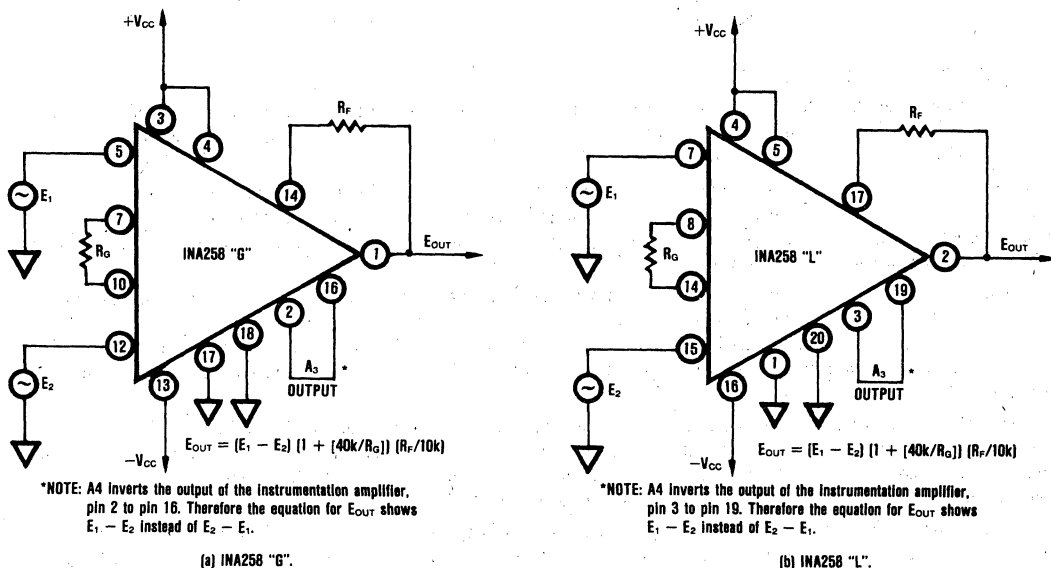 +VCC
3
RF
5
4
14
E1
7
RG
INA258 "G"
1
EOUT
10
16
2
12
18
17
A3
*
E2
13
OUTPUT
EOUT = (E1 − E2) (1 + [40k/RG]) (RF/10k)
−VCC
*NOTE: A4 inverts the output of the instrumentation amplifier,
pin 2 to pin 16. Therefore the equation for EOUT shows
E1 − E2 instead of E2 − E1.
(a) INA258 "G".
+VCC
4
RF
7
5
17
E1
8
RG
INA258 "L"
2
EOUT
14
19
3
15
20
1
A3
*
E2
16
OUTPUT
EOUT = (E1 − E2) (1 + [40k/RG]) (RF/10k)
−VCC
*NOTE: A4 inverts the output of the instrumentation amplifier,
pin 3 to pin 19. Therefore the equation for EOUT shows
E1 − E2 instead of E2 − E1.
(b) INA258 "L".